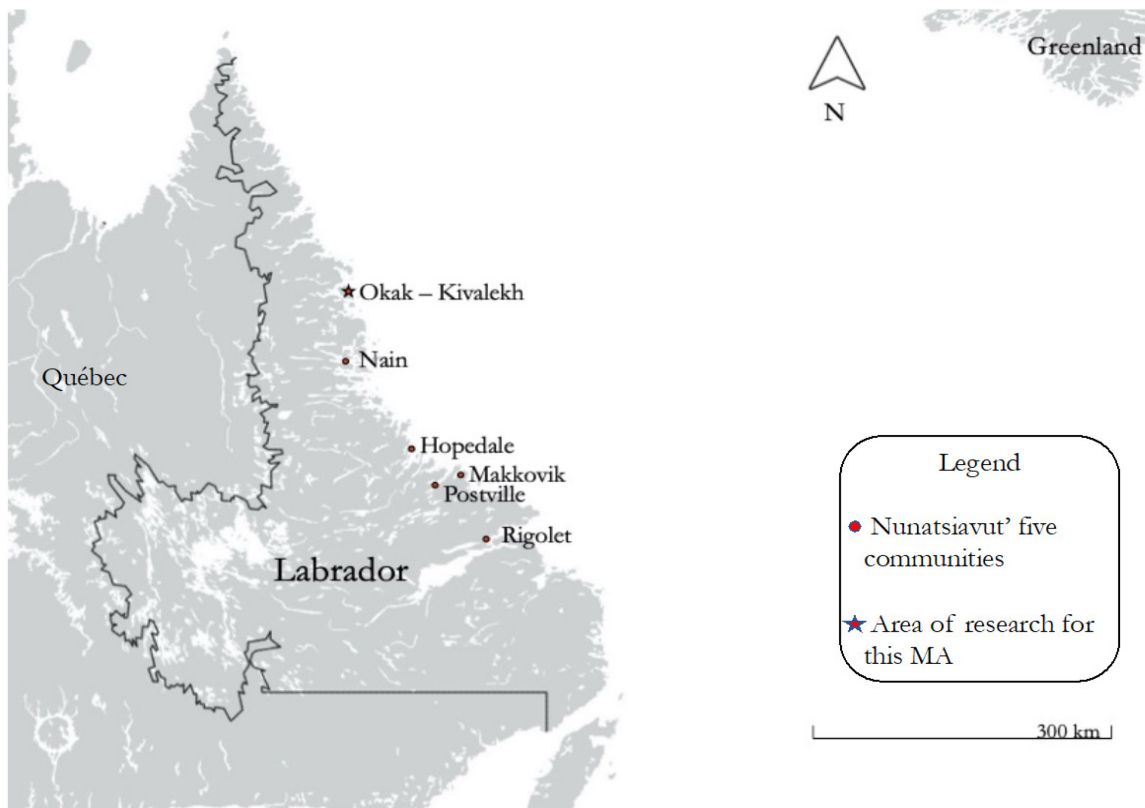 Greenland
N
Okak – Kivalekh
Nain
Québec
Hopedale
Makkovik
Postville
Rigolet
Labrador
Legend
Nunatsiavut’ five
communities
Area of research for
this MA
300 km